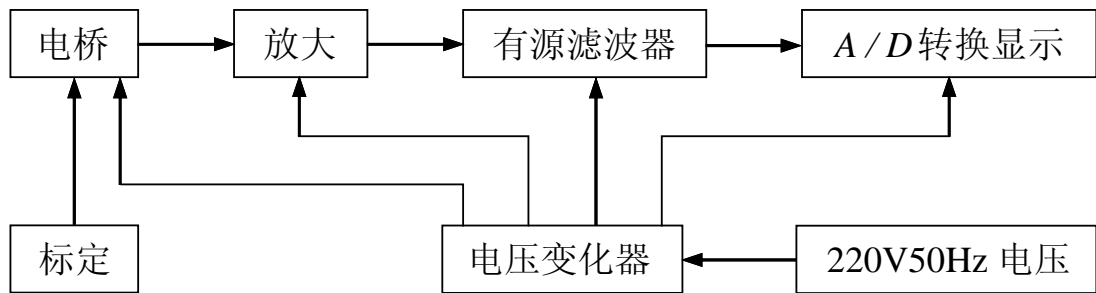 电桥
放大
有源滤波器
A/D转换显示
标定
电压变化器
220V50Hz 电压